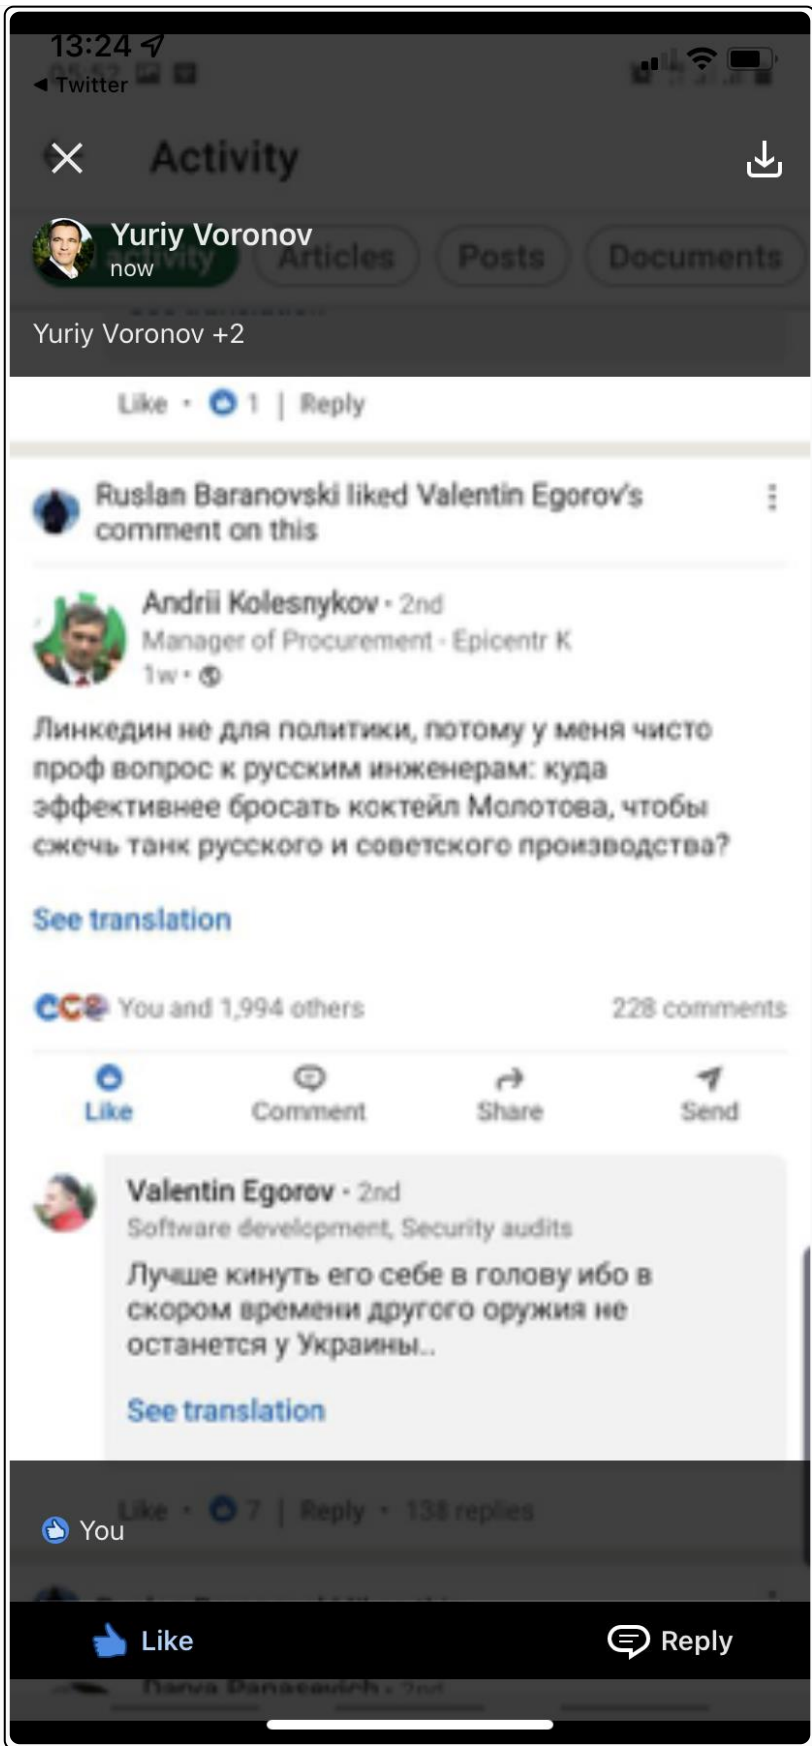 13:24
Twitter
Activity
Yuriy Voronov
now
activity
Articles
Posts
Documents
Yuriy Voronov +2
Like · 1 | Reply
Ruslan Baranovski liked Valentin Egorov's
comment on this
Andrii Kolesnykov · 2nd
Manager of Procurement - Epicentr K
1w ·
Линкедин не для политики, потому у меня чисто
проф вопрос к русским инженерам: куда
эффективнее бросать коктейл Молотова, чтобы
сжечь танк русского и советского производства?
See translation
You and 1,994 others
228 comments
Like
Comment
Share
Send
Valentin Egorov · 2nd
Software development, Security audits
Лучше кинуть его себе в голову ибо в
скором времени другого оружия не
останется у Украины..
See translation
Like · 7 | Reply · 138 replies
You
Like
Reply
Darya Panasevich · 2nd